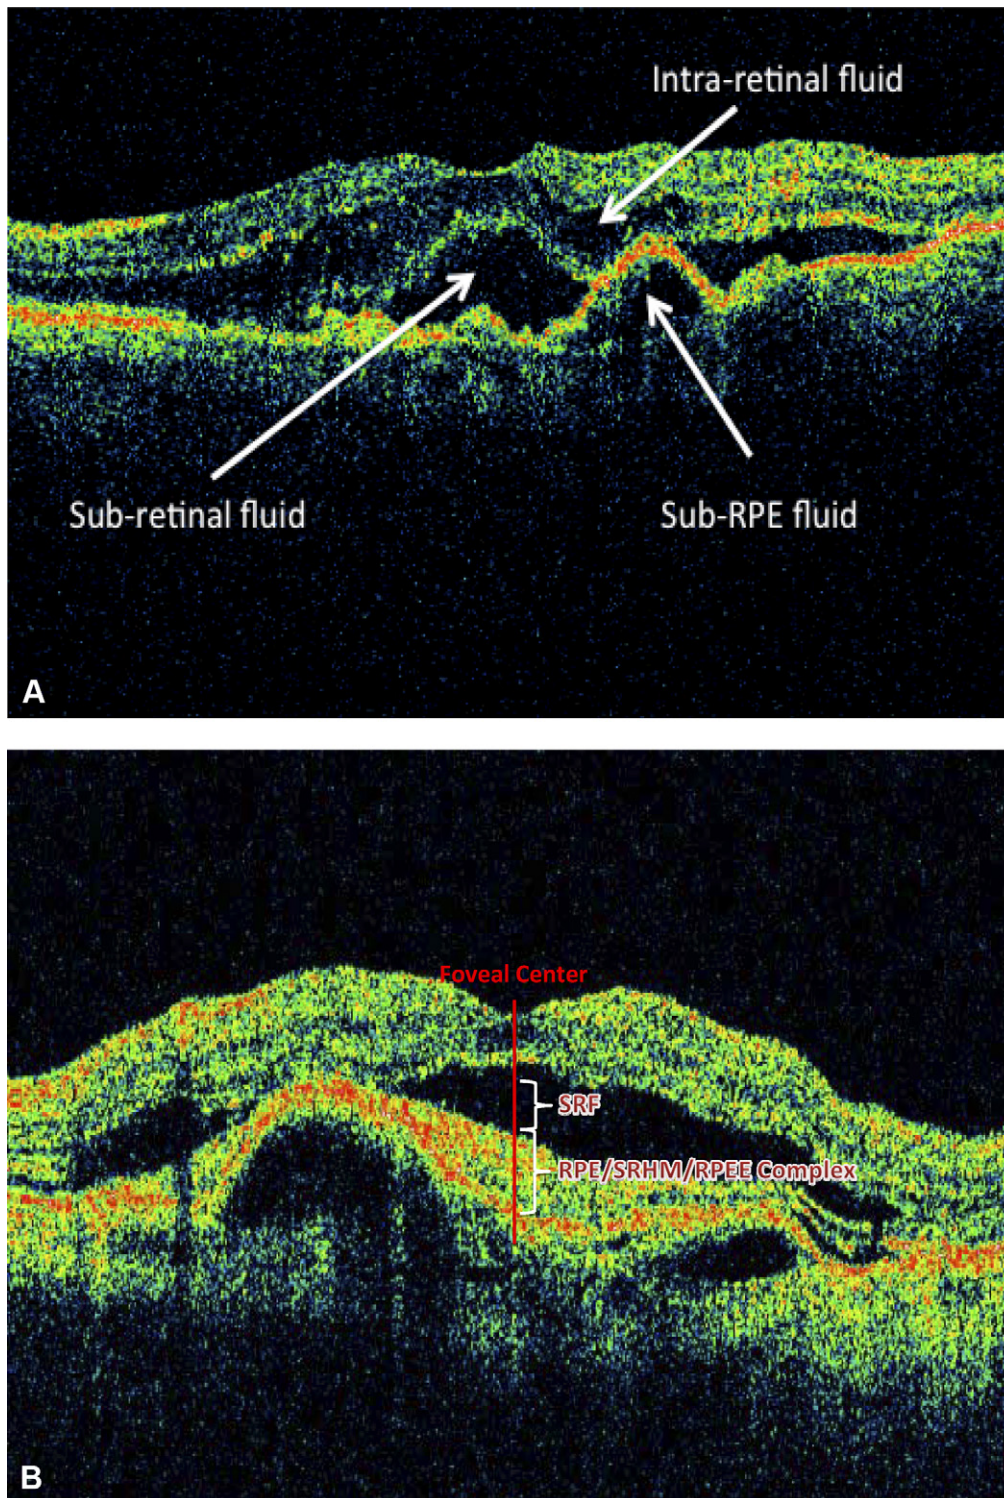 Intra-retinal fluid
Sub-retinal fluid
Sub-RPE fluid
A
Foveal Center
SRF
RPE/SRHM/RPEE Complex
B